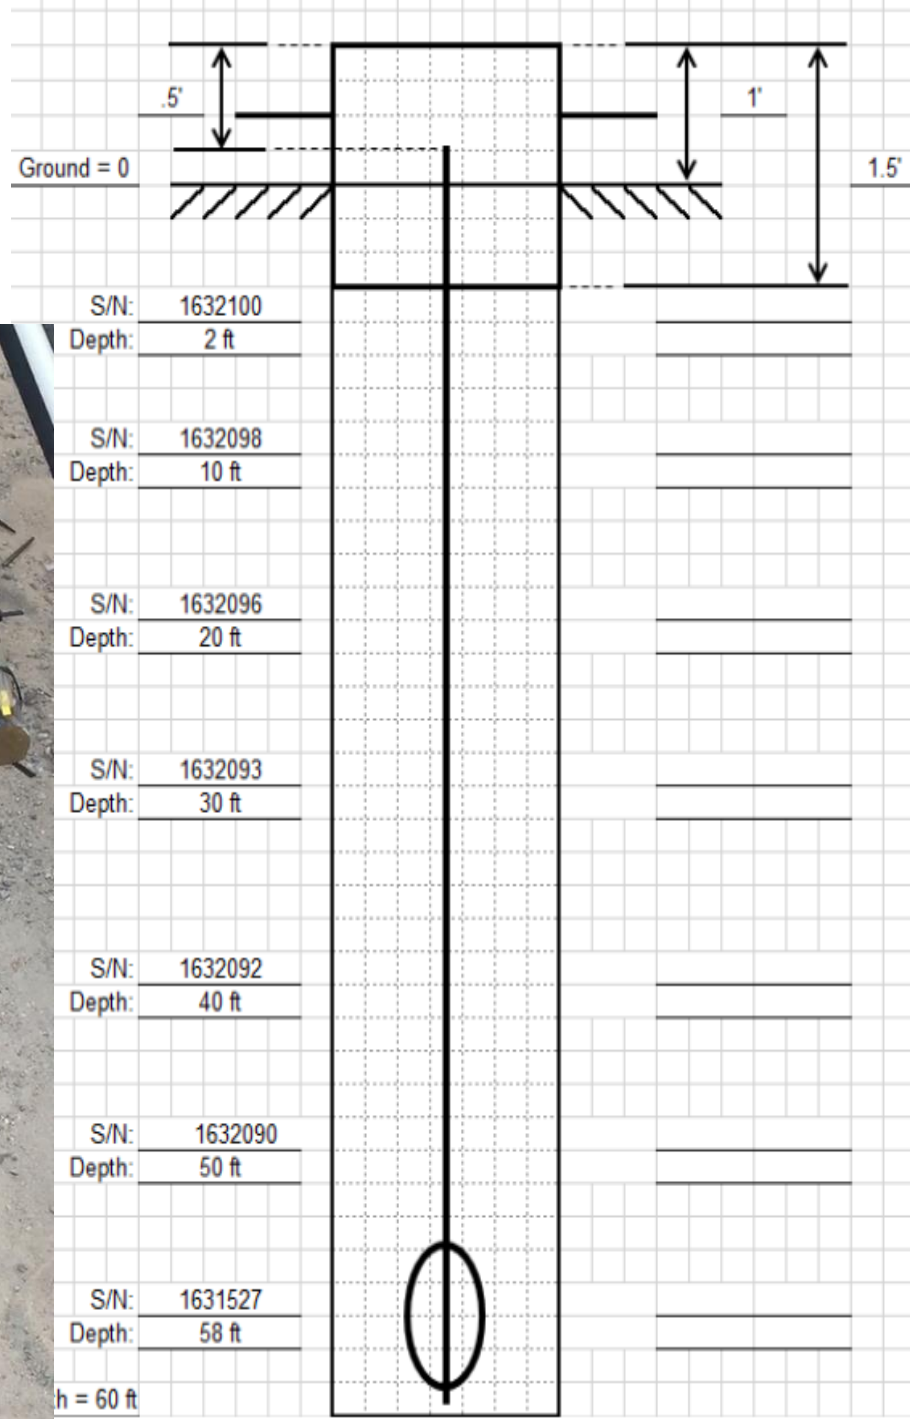 .5'
1'
Ground = 0
1.5'
S/N: 1632100
Depth: 2 ft
S/N: 1632098
Depth: 10 ft
S/N: 1632096
Depth: 20 ft
S/N: 1632093
Depth: 30 ft
S/N: 1632092
Depth: 40 ft
S/N: 1632090
Depth: 50 ft
S/N: 1631527
Depth: 58 ft
h = 60 ft